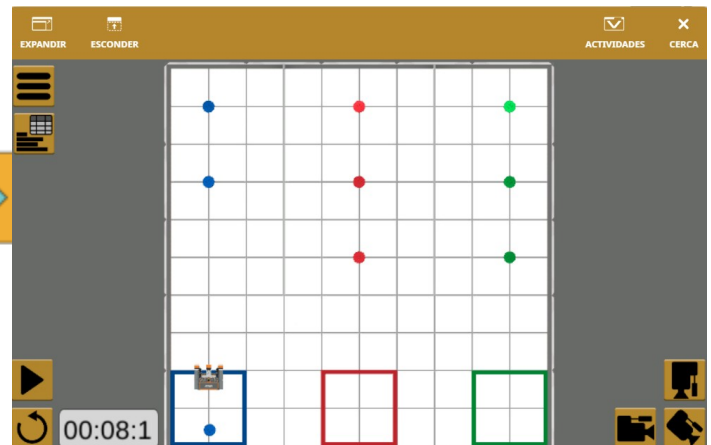 EXPANDIR
ESCONDER
ACTIVIDADES
CERCA
00:08:1